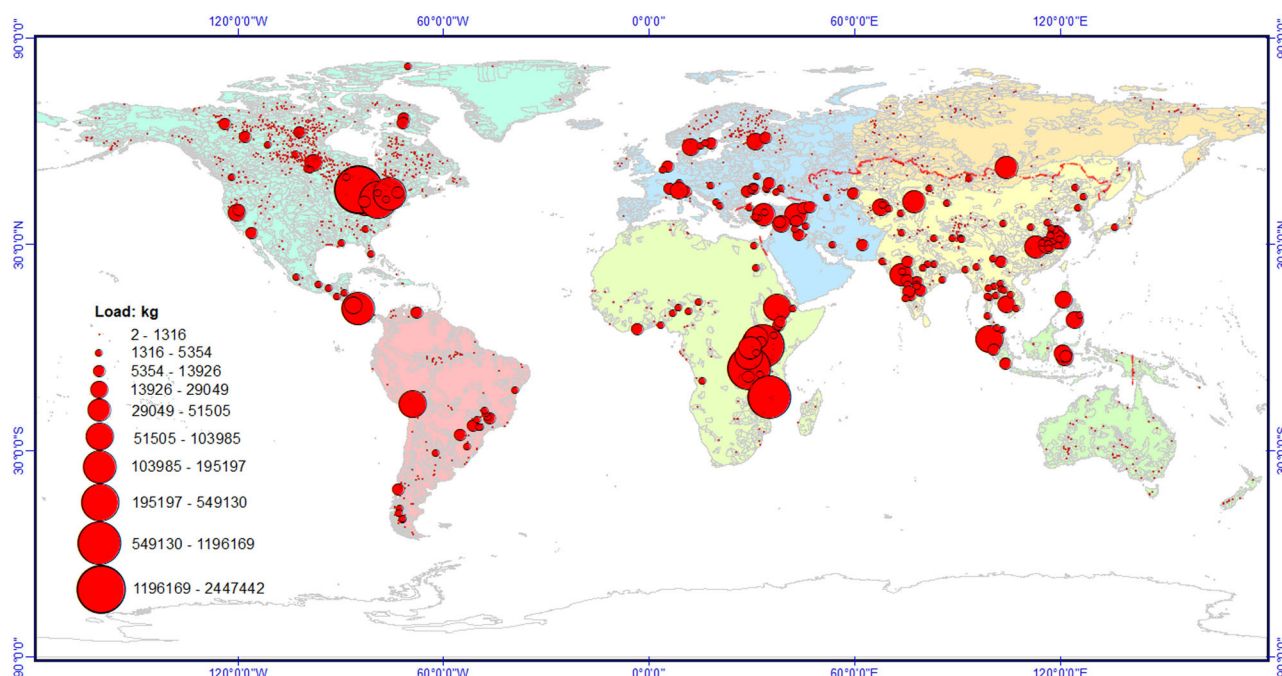 120°0'0"W 60°0'0"W 0°0'0" 60°0'0"E 120°0'0"E
30°0'0"N
30°0'0"S
Load: kg
2 - 1316
1316 - 5354
5354 - 13926
13926 - 29049
29049 - 51505
51505 - 103985
103985 - 195197
195197 - 549130
549130 - 1196169
1196169 - 2447442
30°0'0"N
30°0'0"S
120°0'0"W 60°0'0"W 0°0'0" 60°0'0"E 120°0'0"E